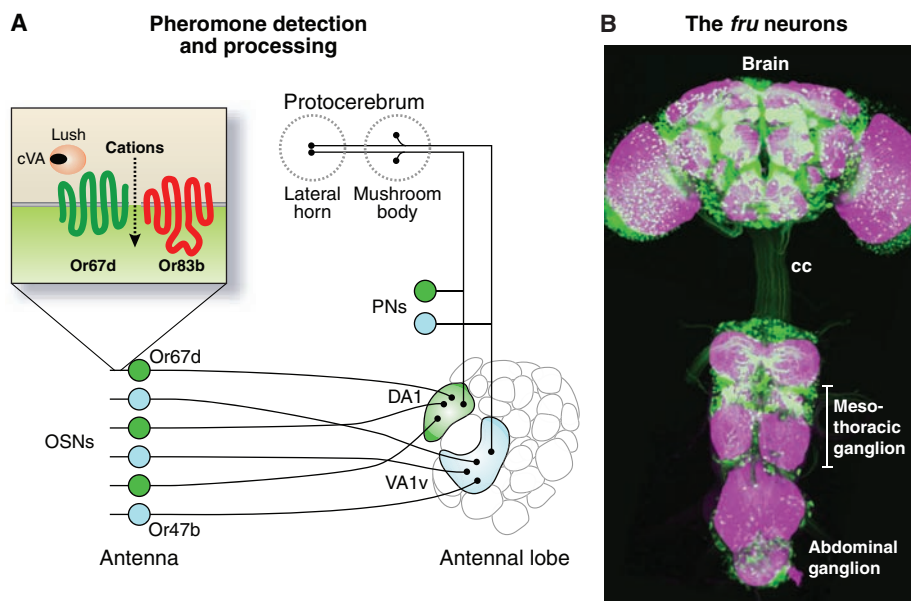 A
Pheromone detection
and processing
Lush
cVA
Cations
Or67d
Or83b
Protocerebrum
Lateral
horn
Mushroom
body
PNs
Or67d
OSNs
Or47b
Antenna
DA1
VA1v
Antennal lobe
B
The fru neurons
Brain
cc
Meso-
thoracic
ganglion
Abdominal
ganglion